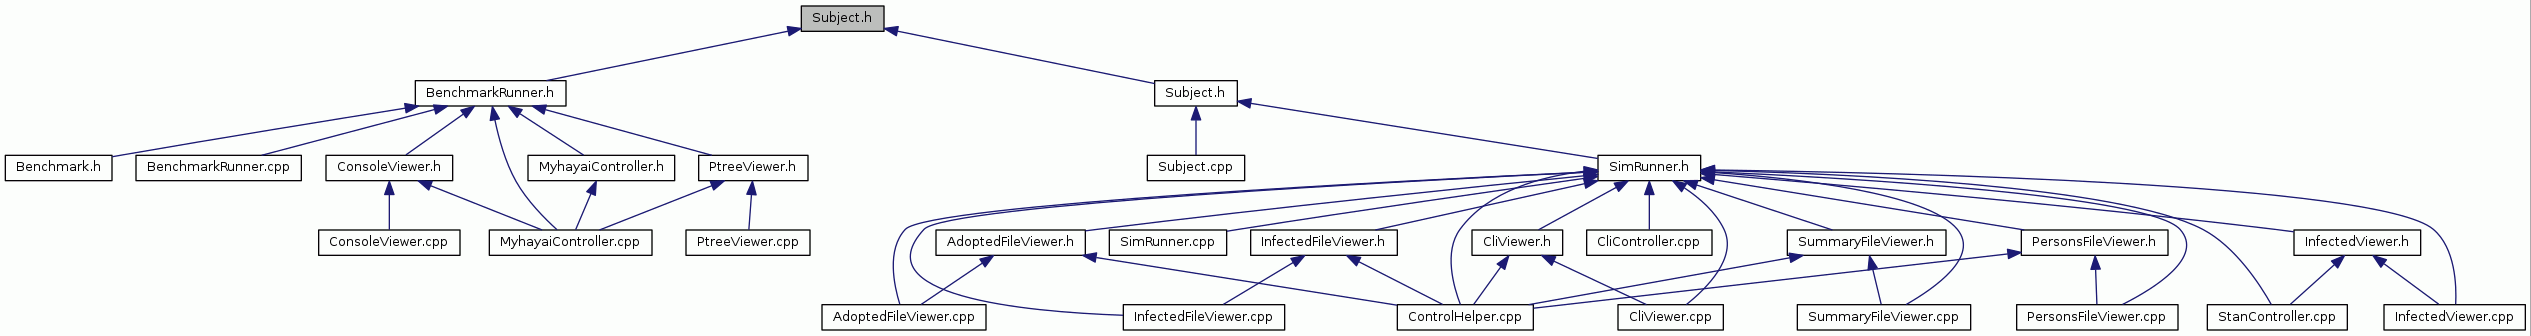 Subject.h
BenchmarkRunner.h
Subject.h
Benchmark.h
BenchmarkRunner.cpp
ConsoleViewer.h
MyhayaiController.h
PtreeViewer.h
Subject.cpp
SimRunner.h
ConsoleViewer.cpp
MyhayaiController.cpp
PtreeViewer.cpp
AdoptedFileViewer.h
SimRunner.cpp
InfectedFileViewer.h
CliViewer.h
CliController.cpp
SummaryFileViewer.h
PersonsFileViewer.h
InfectedViewer.h
AdoptedFileViewer.cpp
InfectedFileViewer.cpp
ControlHelper.cpp
CliViewer.cpp
SummaryFileViewer.cpp
PersonsFileViewer.cpp
StanController.cpp
InfectedViewer.cpp